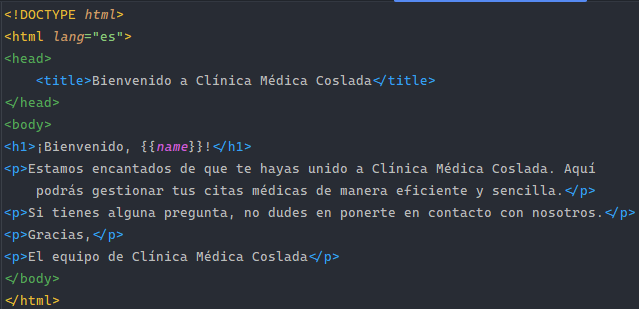 <!DOCTYPE html>
<html lang="es">
<head>
    <title>Bienvenido a Clínica Médica Coslada</title>
</head>
<body>
<h1>¡Bienvenido, {{name}}!</h1>
<p>Estamos encantados de que te hayas unido a Clínica Médica Coslada. Aquí
    podrás gestionar tus citas médicas de manera eficiente y sencilla.</p>
<p>Si tienes alguna pregunta, no dudes en ponerte en contacto con nosotros.</p>
<p>Gracias,</p>
<p>El equipo de Clínica Médica Coslada</p>
</body>
</html>